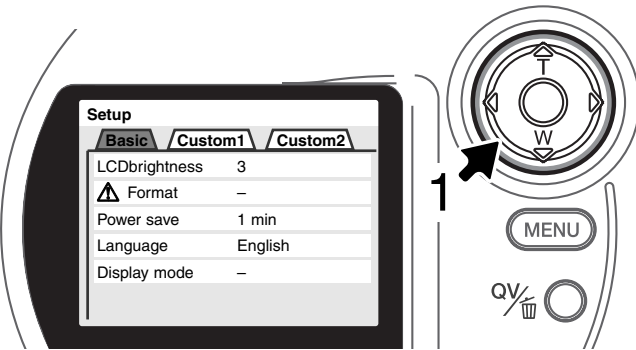 Setup
Basic Custom1 Custom2
LCDbrightness 3
Format –
Power save 1 min
Language English
Display mode –
T
W
1
MENU
QV/